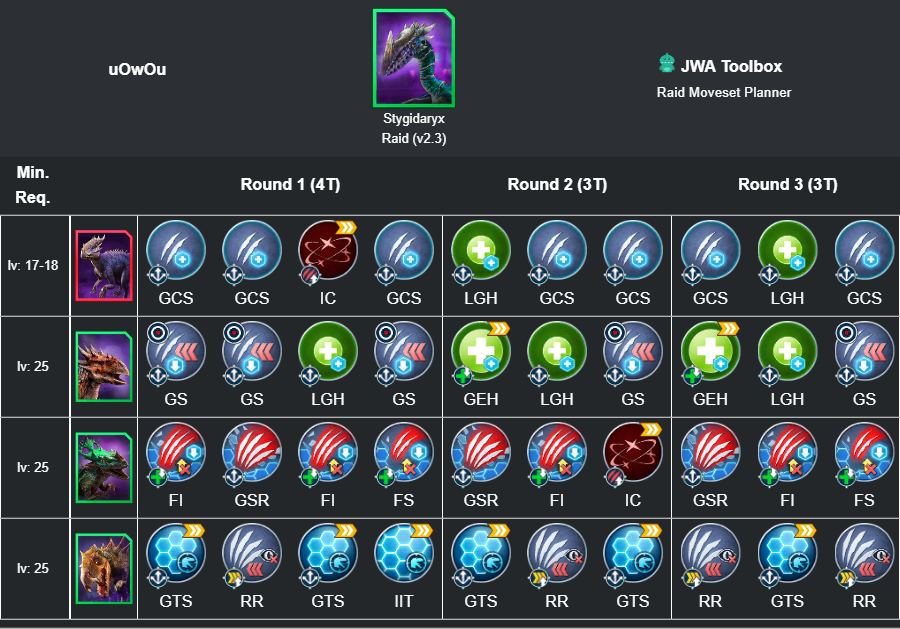 uOwOu
JWA Toolbox
Raid Moveset Planner
Stygidaryx
Raid (v2.3)
Min.
Req.
Round 1 (4T)
Round 2 (3T)
Round 3 (3T)
lv: 17-18
GCS GCS IC GCS LGH GCS GCS GCS LGH GCS
lv: 25
GS GS LGH GS GEH LGH GS GEH LGH GS
lv: 25
FI GSR FI FS GSR FI IC GSR FI FS
lv: 25
GTS RR GTS IIT GTS RR GTS RR GTS RR